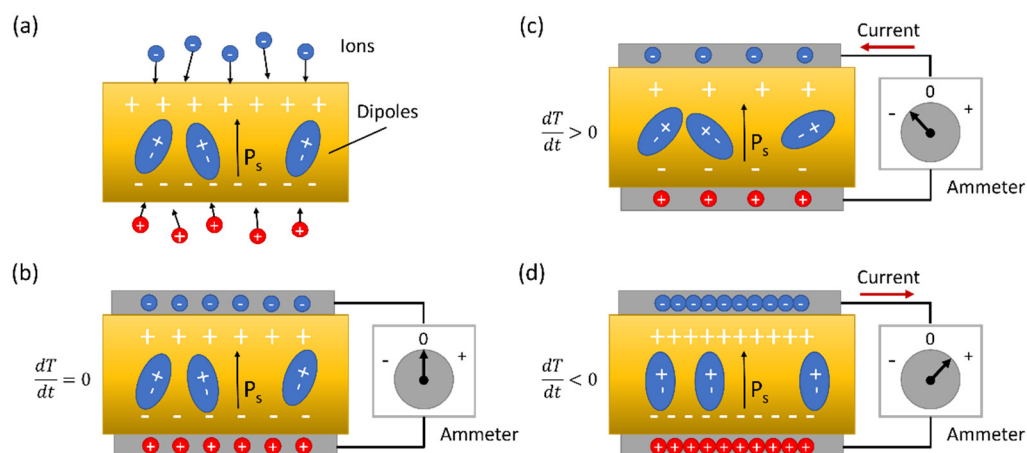 (a)
Ions
Dipoles
+ + + + + + +
Pₛ
- - - - - - -
(b)
dT/dt = 0
+ + + + + +
Pₛ
- 0 +
Ammeter
(c)
Current
dT/dt > 0
+ + + +
Pₛ
- - - -
- 0 +
Ammeter
(d)
Current
dT/dt < 0
++++++++++
Pₛ
- 0 +
Ammeter